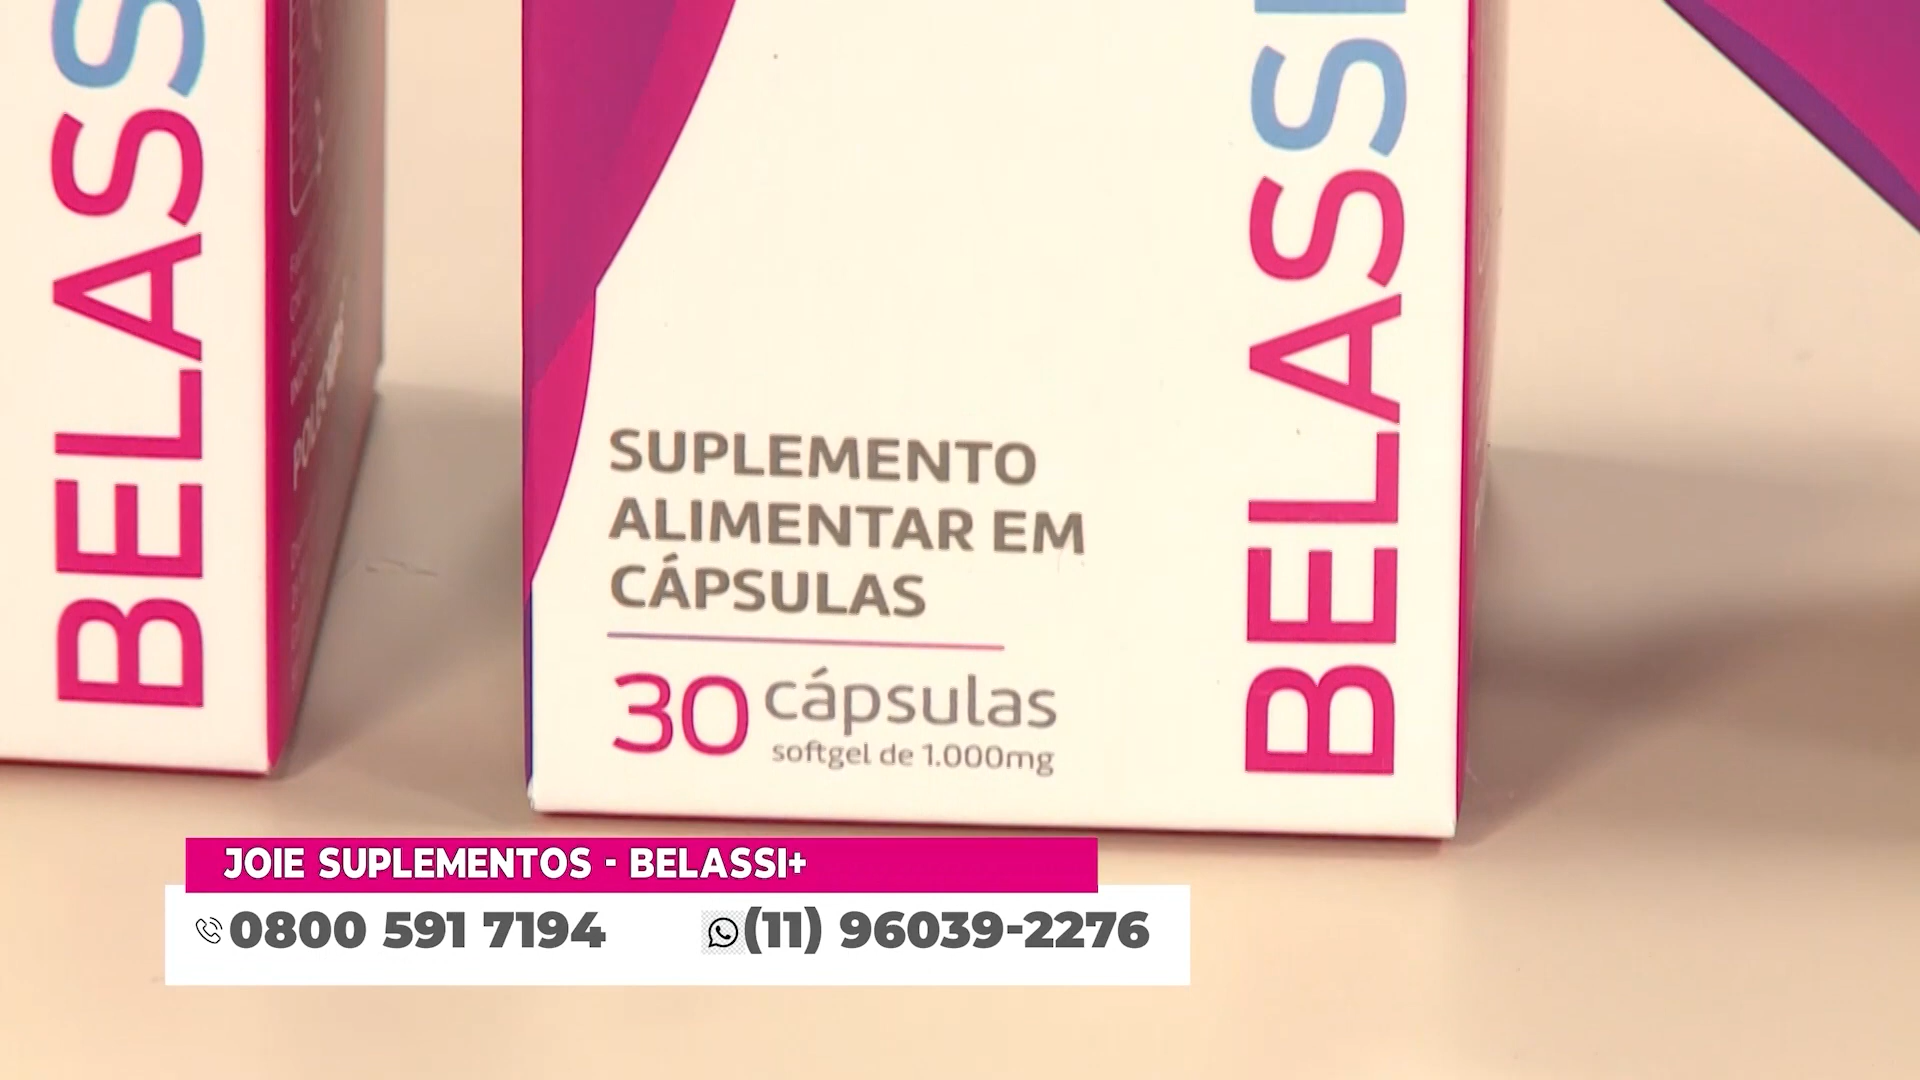 BELASS
SUPLEMENTO
ALIMENTAR EM
CÁPSULAS
30 cápsulas
softgel de 1.000mg
BELASSI
JOIE SUPLEMENTOS - BELASSI+
0800 591 7194
(11) 96039-2276